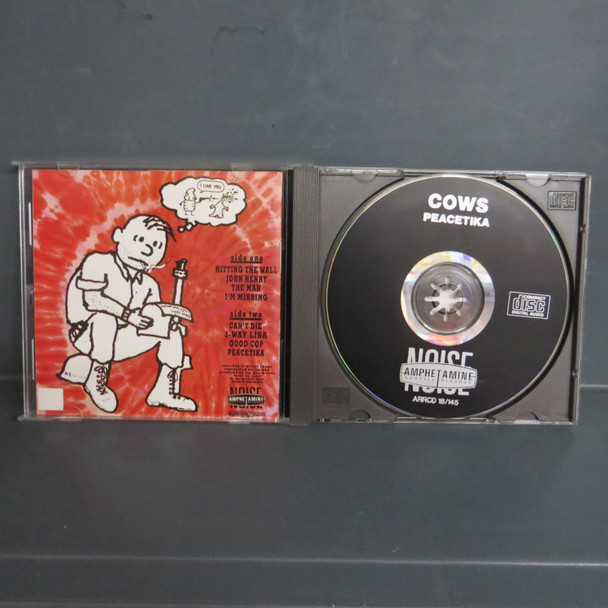 I LOVE YOU
side one
HITTING THE WALL
JOHN HENRY
THE MAN
I'M MISSING
side two
CAN'T DIE
3-WAY LISA
GOOD COP
PEACETIKA
NOISE
AMPHETAMINE
COWS
PEACETIKA
COMPACT
disc
DIGITAL AUDIO
NOISE
AMPHETAMINE
ARRCD 18/145